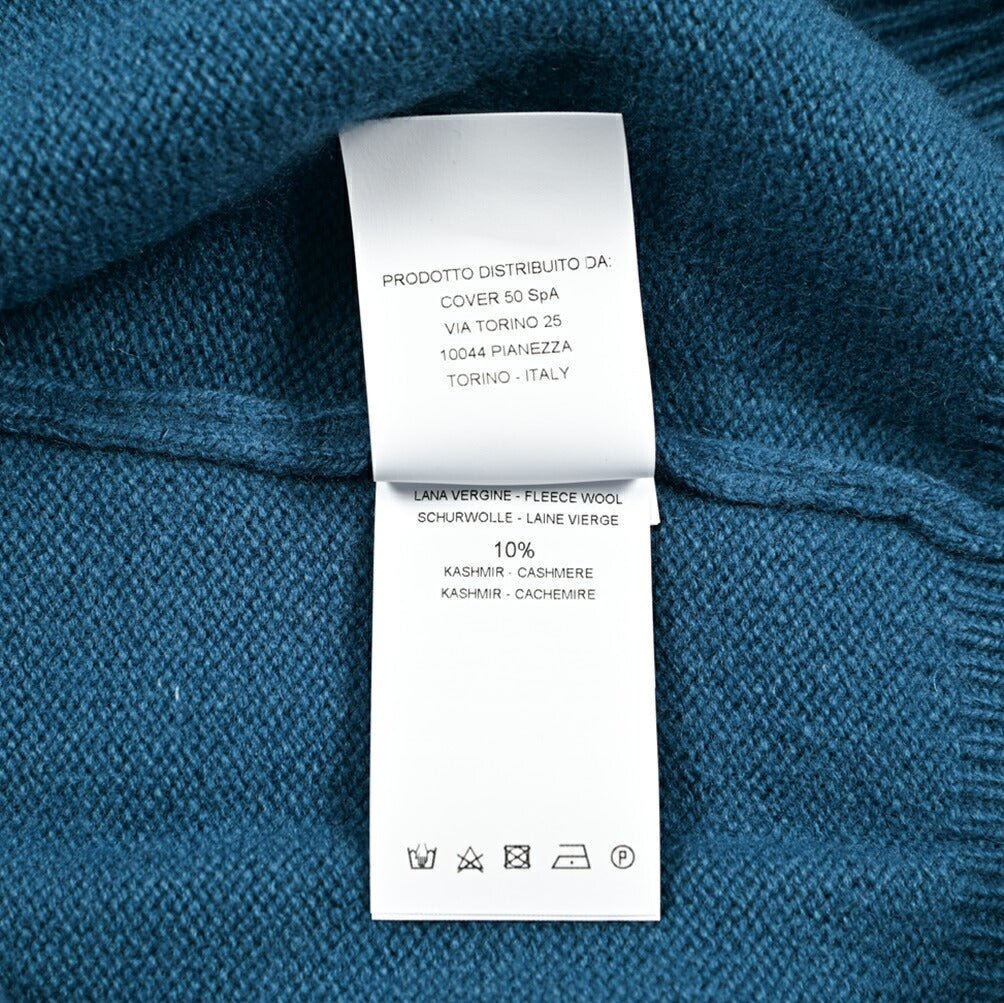 PRODOTTO DISTRIBUITO DA:
COVER 50 SpA
VIA TORINO 25
10044 PIANEZZA
TORINO - ITALY
LANA VERGINE - FLEECE WOOL
SCHURWOLLE - LAINE VIERGE
10%
KASHMIR - CASHMERE
KASHMIR - CACHEMIRE
P